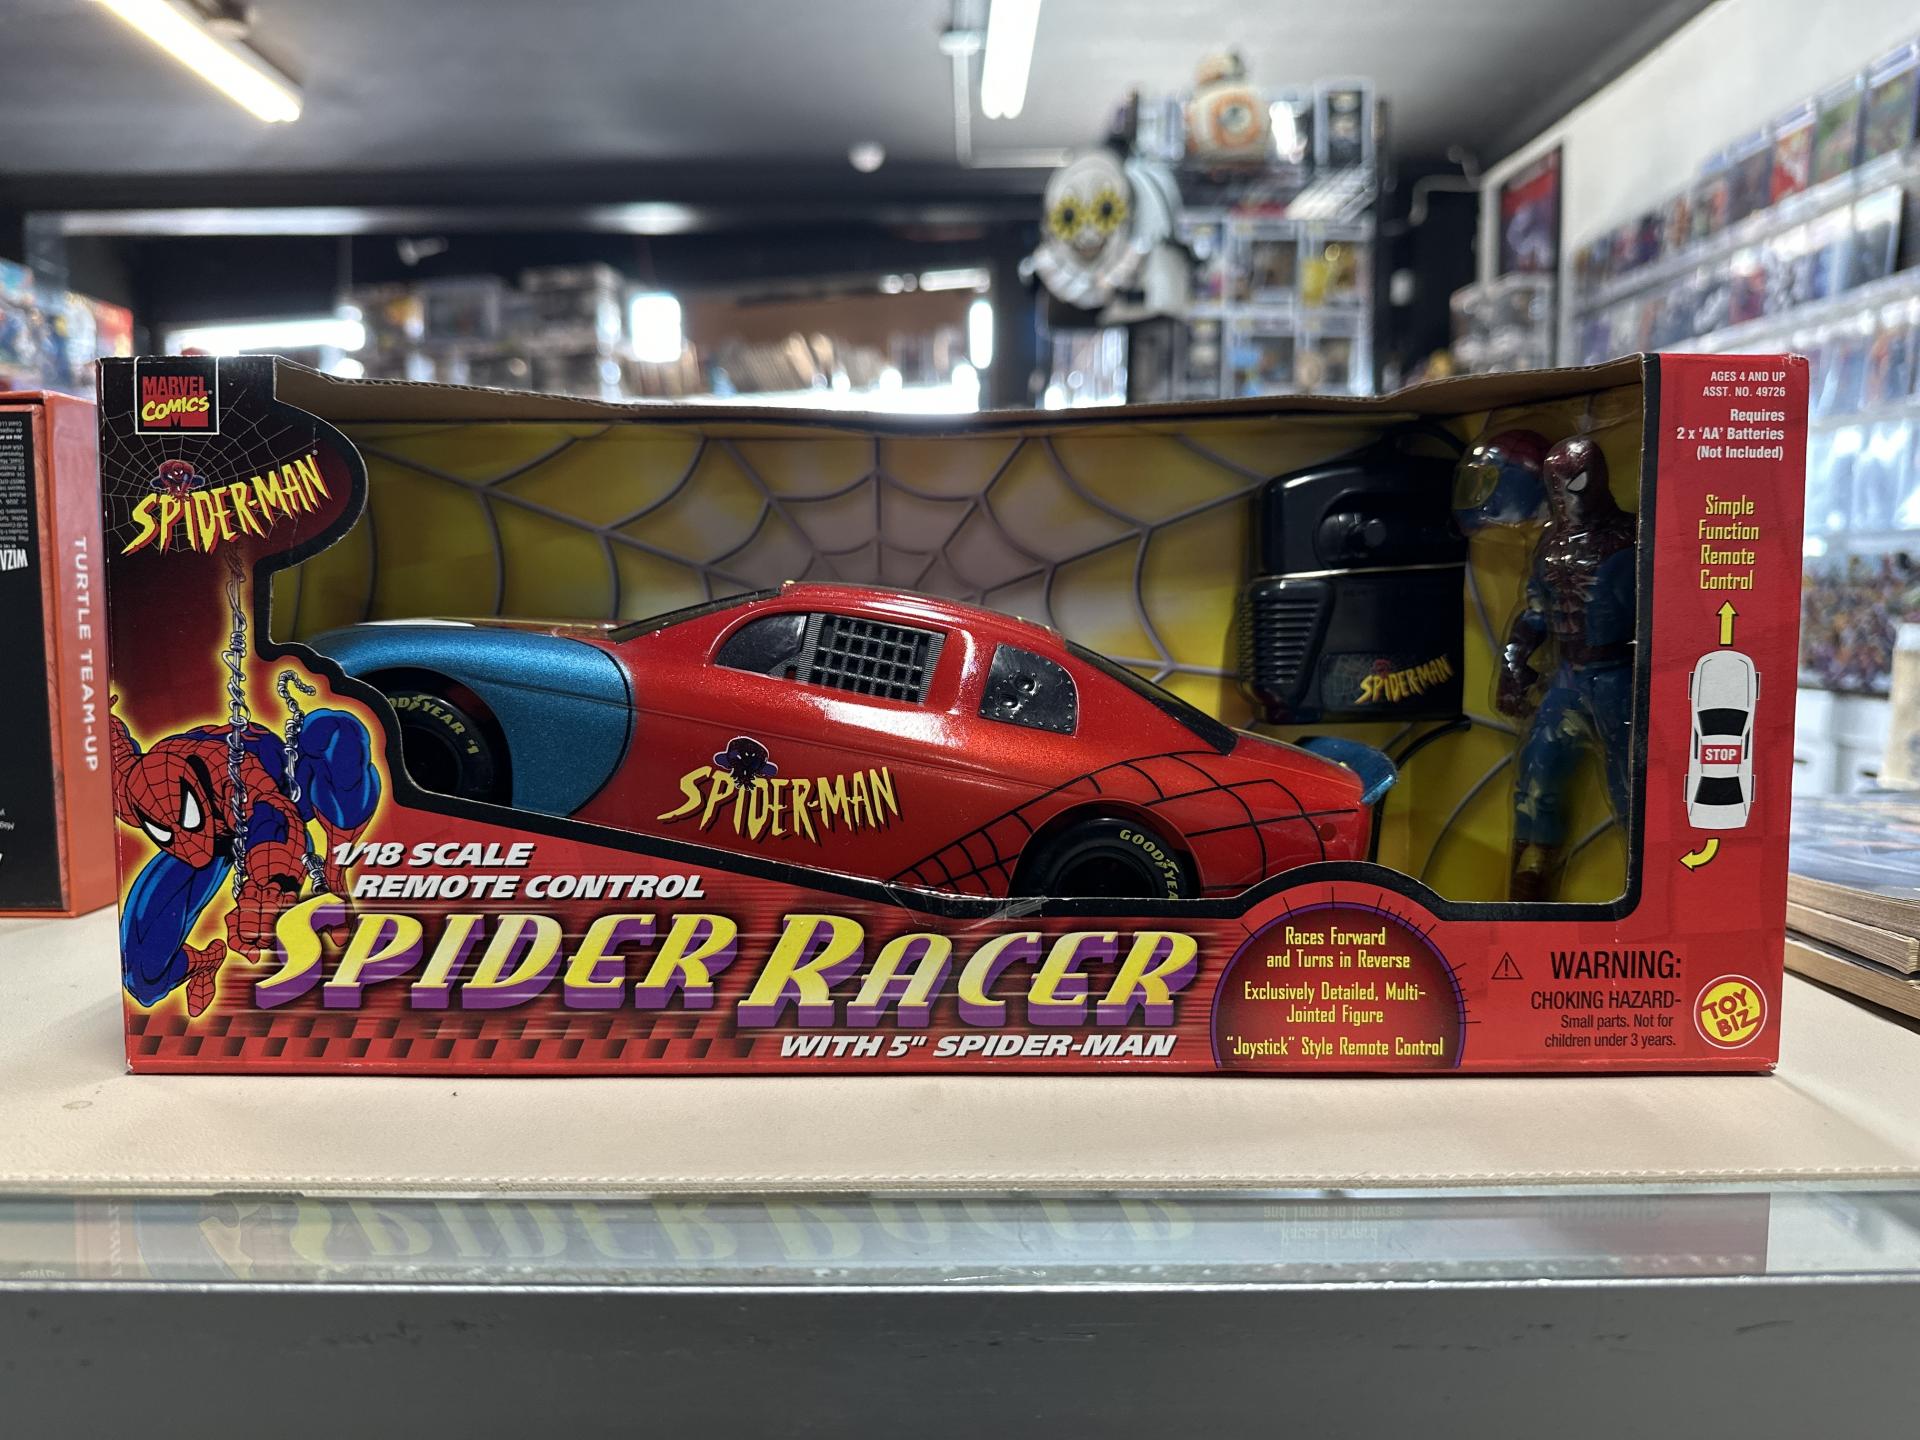 MARVEL
COMICS
SPIDER-MAN
AGES 4 AND UP
ASST. NO. 49726
Requires
2 x 'AA' Batteries
(Not Included)
Simple
Function
Remote
Control
STOP
SPIDER-MAN
GOODYEAR #1
SPIDER-MAN
GOODYEA
1/18 SCALE
REMOTE CONTROL
SPIDER RACER
WITH 5" SPIDER-MAN
Races Forward
and Turns in Reverse
Exclusively Detailed, Multi-
Jointed Figure
"Joystick" Style Remote Control
WARNING:
CHOKING HAZARD-
Small parts. Not for
children under 3 years.
TOY
BIZ
TURTLE TEAM-UP